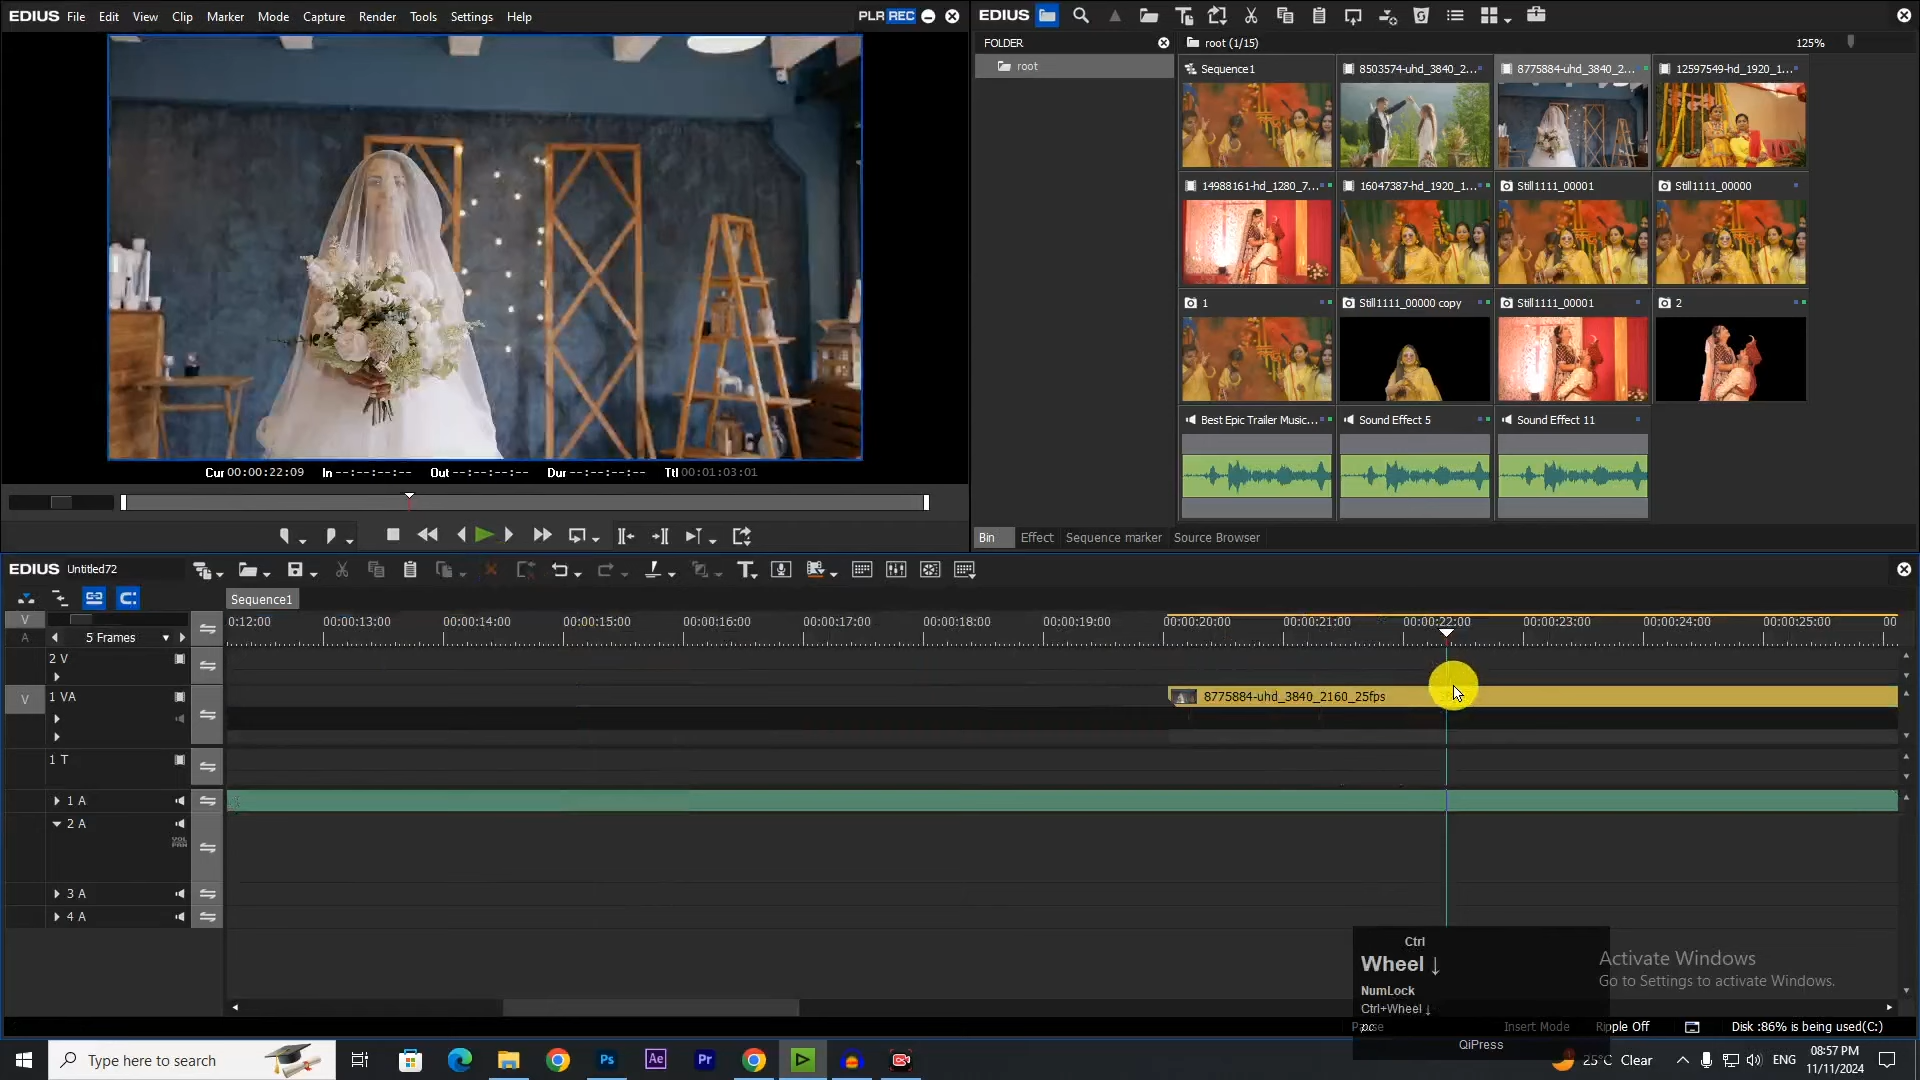 EDIUS File Edit View Clip Marker Mode Capture Render Tools Settings Help
PLR REC
Cur 00:00:22:09 In --:--:--:-- Out --:--:--:-- Dur --:--:--:-- Ttl 00:01:03:01
EDIUS
FOLDER
root
root (1/15)
125%
Sequence1
8503574-uhd_3840_2...
8775884-uhd_3840_2...
12597549-hd_1920_1...
14988161-hd_1280_7...
16047387-hd_1920_1...
Still1111_00001
Still1111_00000
1
Still1111_00000 copy
Still1111_00001
2
Best Epic Trailer Music...
Sound Effect 5
Sound Effect 11
Bin Effect Sequence marker Source Browser
EDIUS Untitled72
Sequence1
V
A
5 Frames
0:12:00 00:00:13:00 00:00:14:00 00:00:15:00 00:00:16:00 00:00:17:00 00:00:18:00 00:00:19:00 00:00:20:00 00:00:21:00 00:00:22:00 00:00:23:00 00:00:24:00 00:00:25:00 00
2 V
V
1 VA
8775884-uhd_3840_2160_25fps
1 T
1 A
2 A
VOL
PAN
3 A
4 A
Ctrl
Wheel ↓
NumLock
Ctrl+Wheel ↓
QiPress
Activate Windows
Go to Settings to activate Windows.
Insert Mode Ripple Off Disk :86% is being used(C:)
Type here to search
Ps Ae Pr
25°C Clear
ENG
08:57 PM
11/11/2024